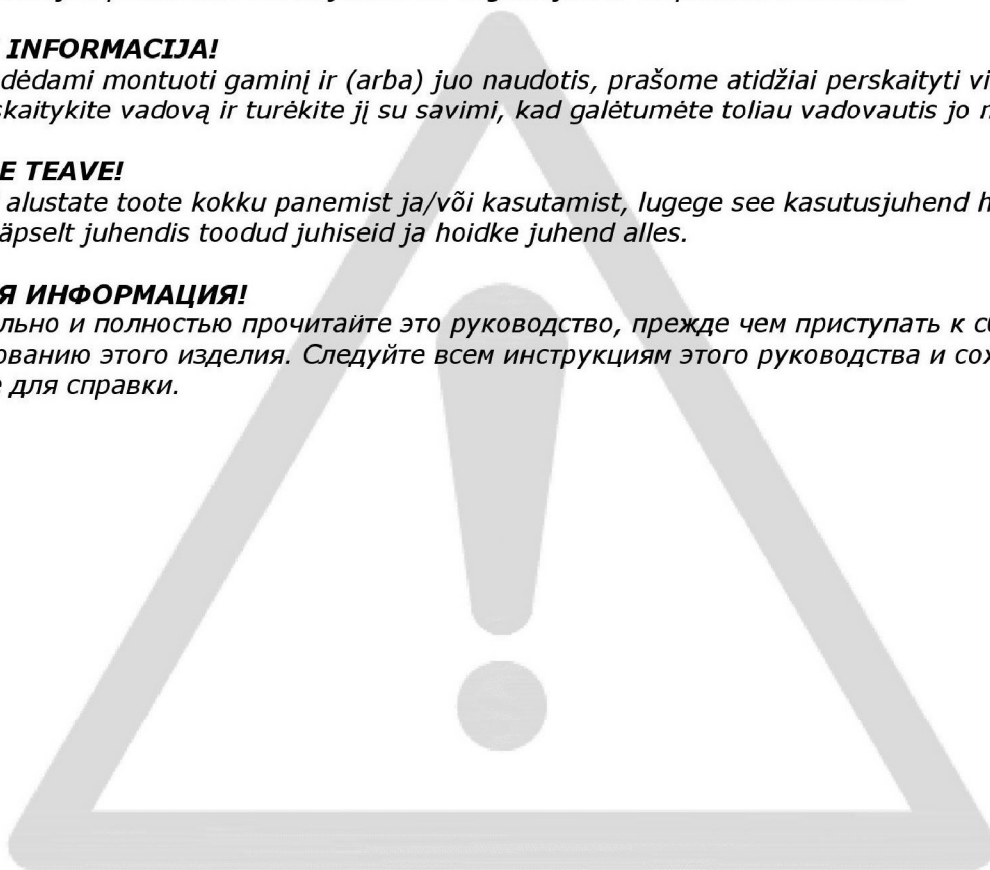 INFORMACIJA!
dėdami montuoti gaminį ir (arba) juo naudotis, prašome atidžiai perskaityti
skaitykite vadovą ir turėkite jį su savimi, kad galėtumėte toliau vadovautis jo
E TEAVE!
alustate toote kokku panemist ja/või kasutamist, lugege see kasutusjuhend
äpselt juhendis toodud juhiseid ja hoidke juhend alles.
Я ИНФОРМАЦИЯ!
льно и полностью прочитайте это руководство, прежде чем приступать к
ованию этого изделия. Следуйте всем инструкциям этого руководства и
для справки.